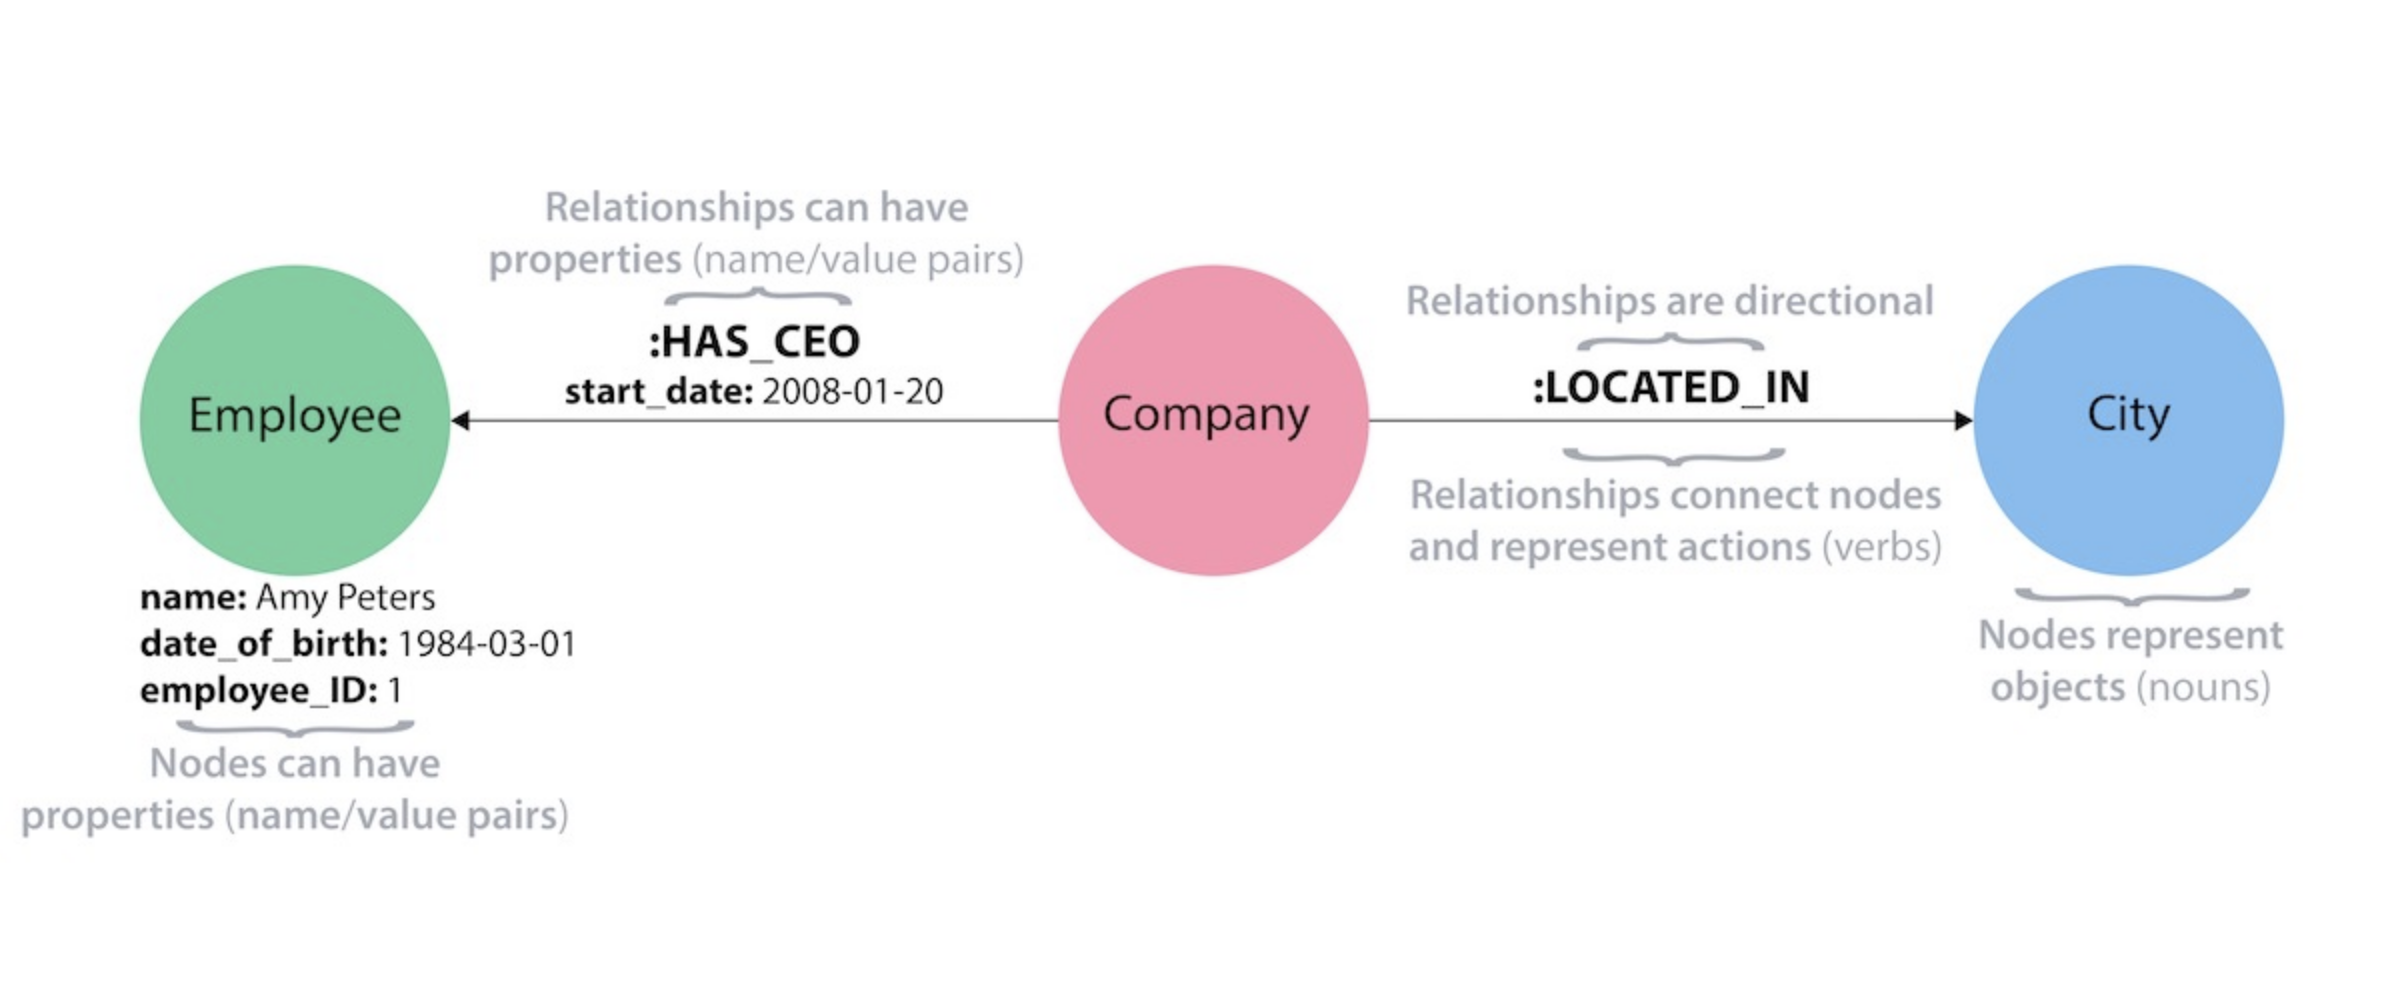 Relationships can have
properties (name/value pairs)
:HAS_CEO
start_date: 2008-01-20
Employee
name: Amy Peters
date_of_birth: 1984-03-01
employee_ID: 1
Nodes can have
properties (name/value pairs)
Company
Relationships are directional
:LOCATED_IN
Relationships connect nodes
and represent actions (verbs)
City
Nodes represent
objects (nouns)